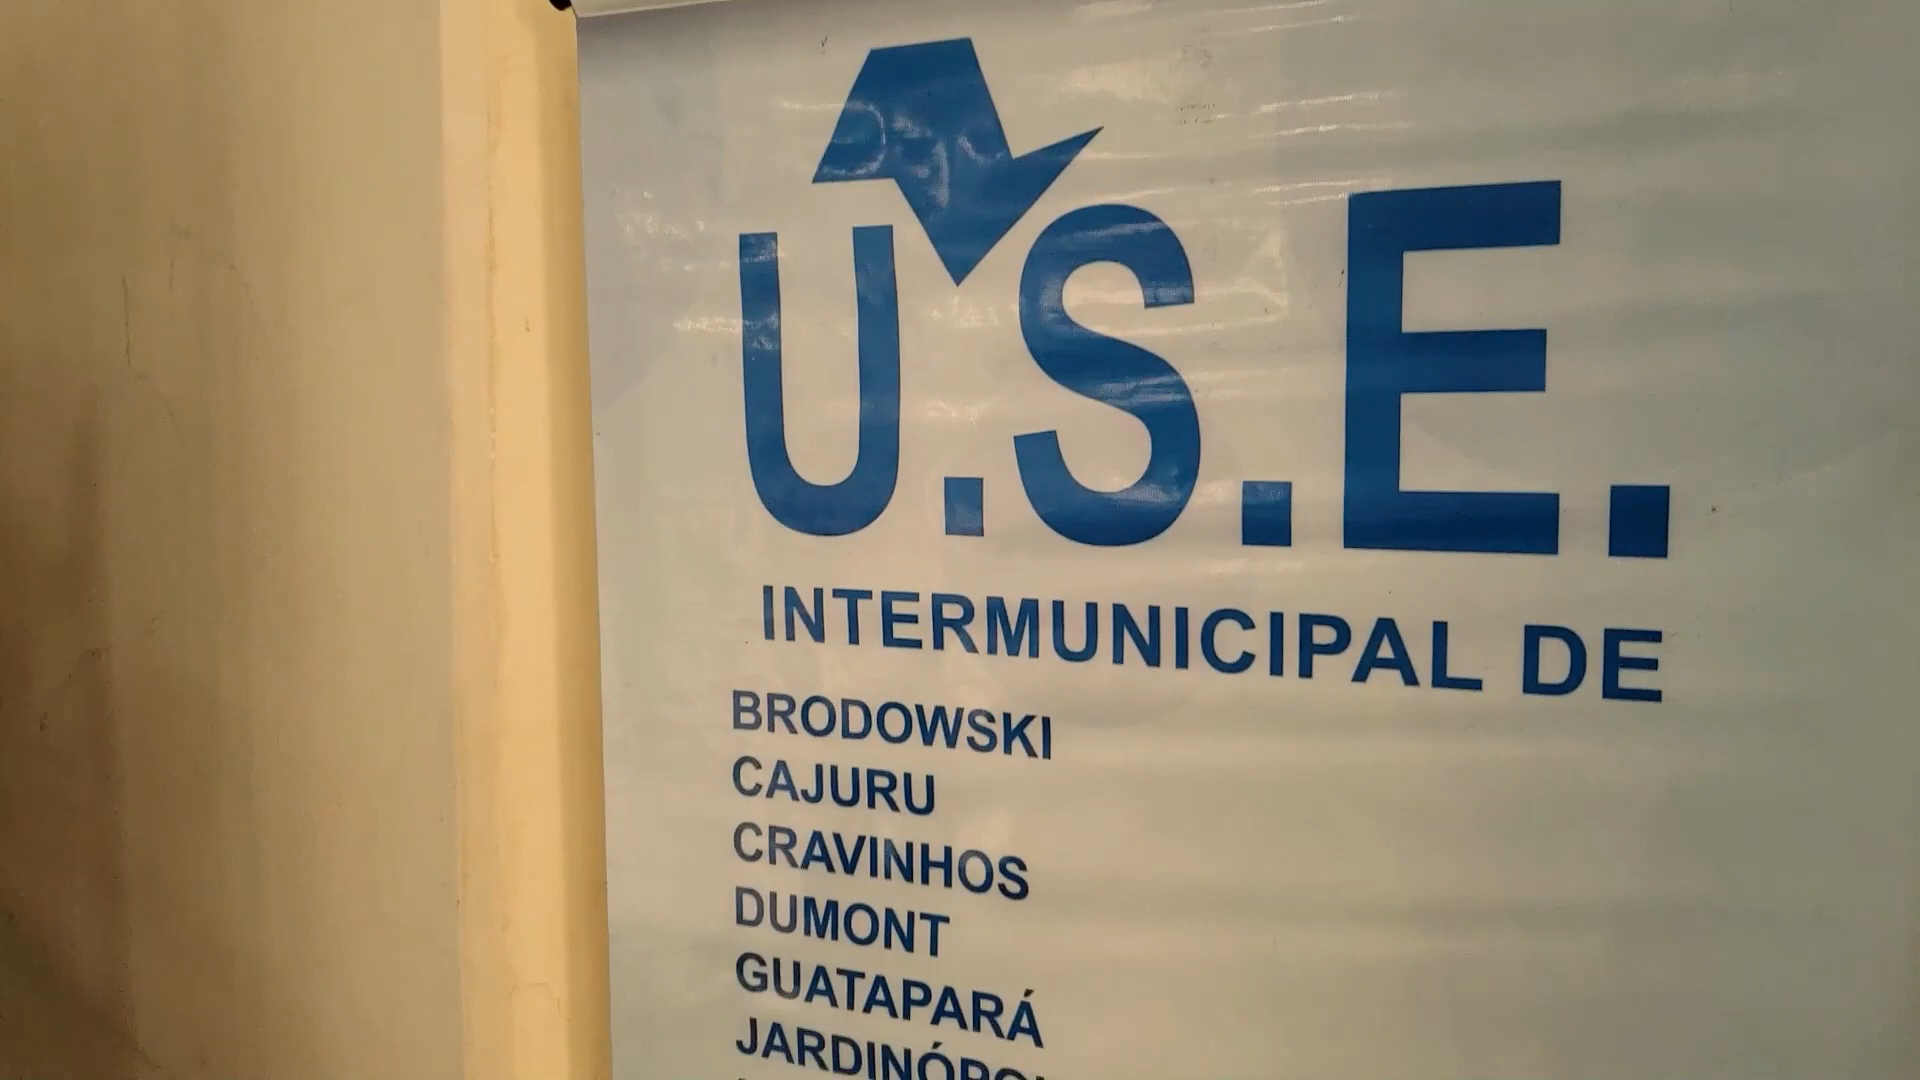 U.S.E.
INTERMUNICIPAL DE
BRODOWSKI
CAJURU
CRAVINHOS
DUMONT
GUATAPARÁ